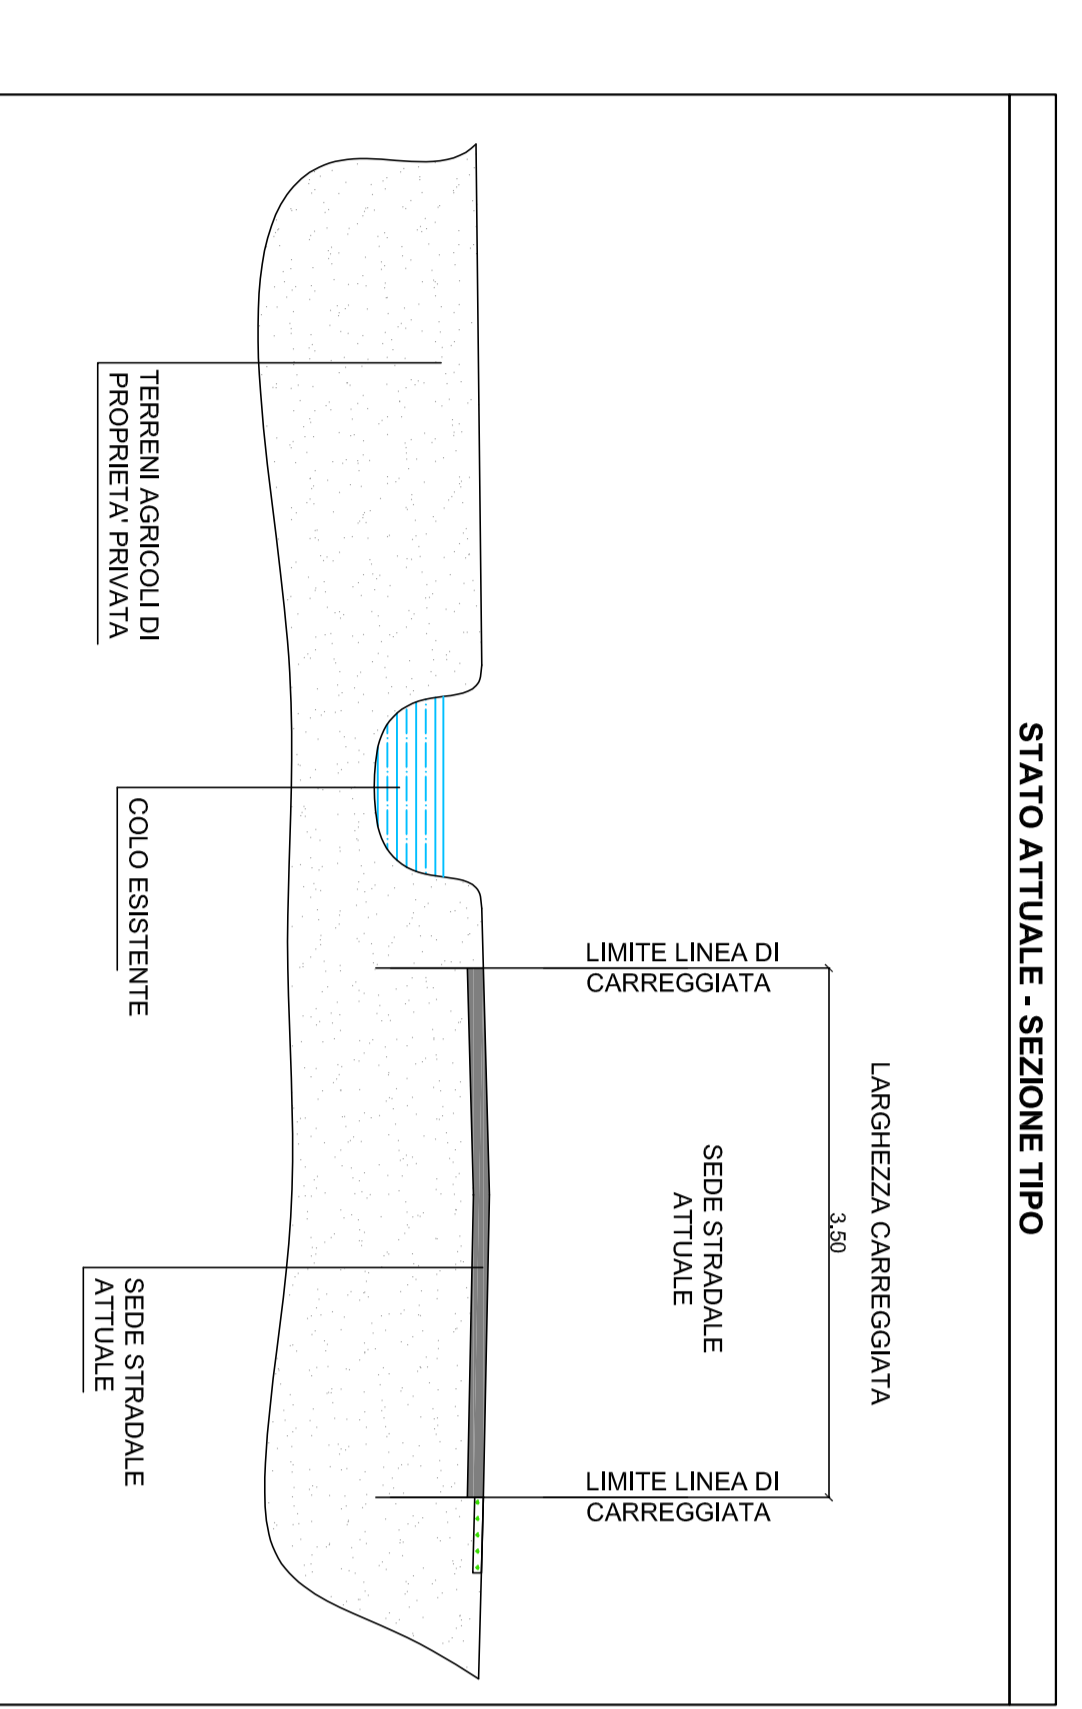 STATO ATTUALE - SEZIONE TIPO
LARGHEZZA CARREGGIATA
3.50
LIMITE LINEA DI
CARREGGIATA
SEDE STRADALE
ATTUALE
LIMITE LINEA DI
CARREGGIATA
TERRENI AGRICOLI DI
PROPRIETA' PRIVATA
COLO ESISTENTE
SEDE STRADALE
ATTUALE